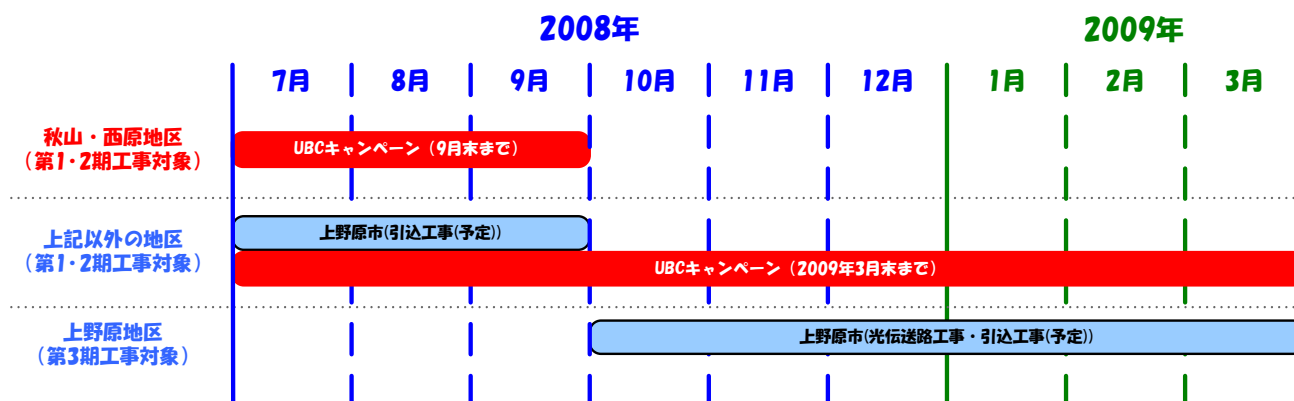 2008年 2009年
7月 8月 9月 10月 11月 12月 1月 2月 3月
秋山・西原地区
(第1・2期工事対象)
UBCキャンペーン (9月末まで)
上記以外の地区
(第1・2期工事対象)
上野原市(引込工事(予定))
UBCキャンペーン (2009年3月末まで)
上野原地区
(第3期工事対象)
上野原市(光伝送路工事・引込工事(予定))